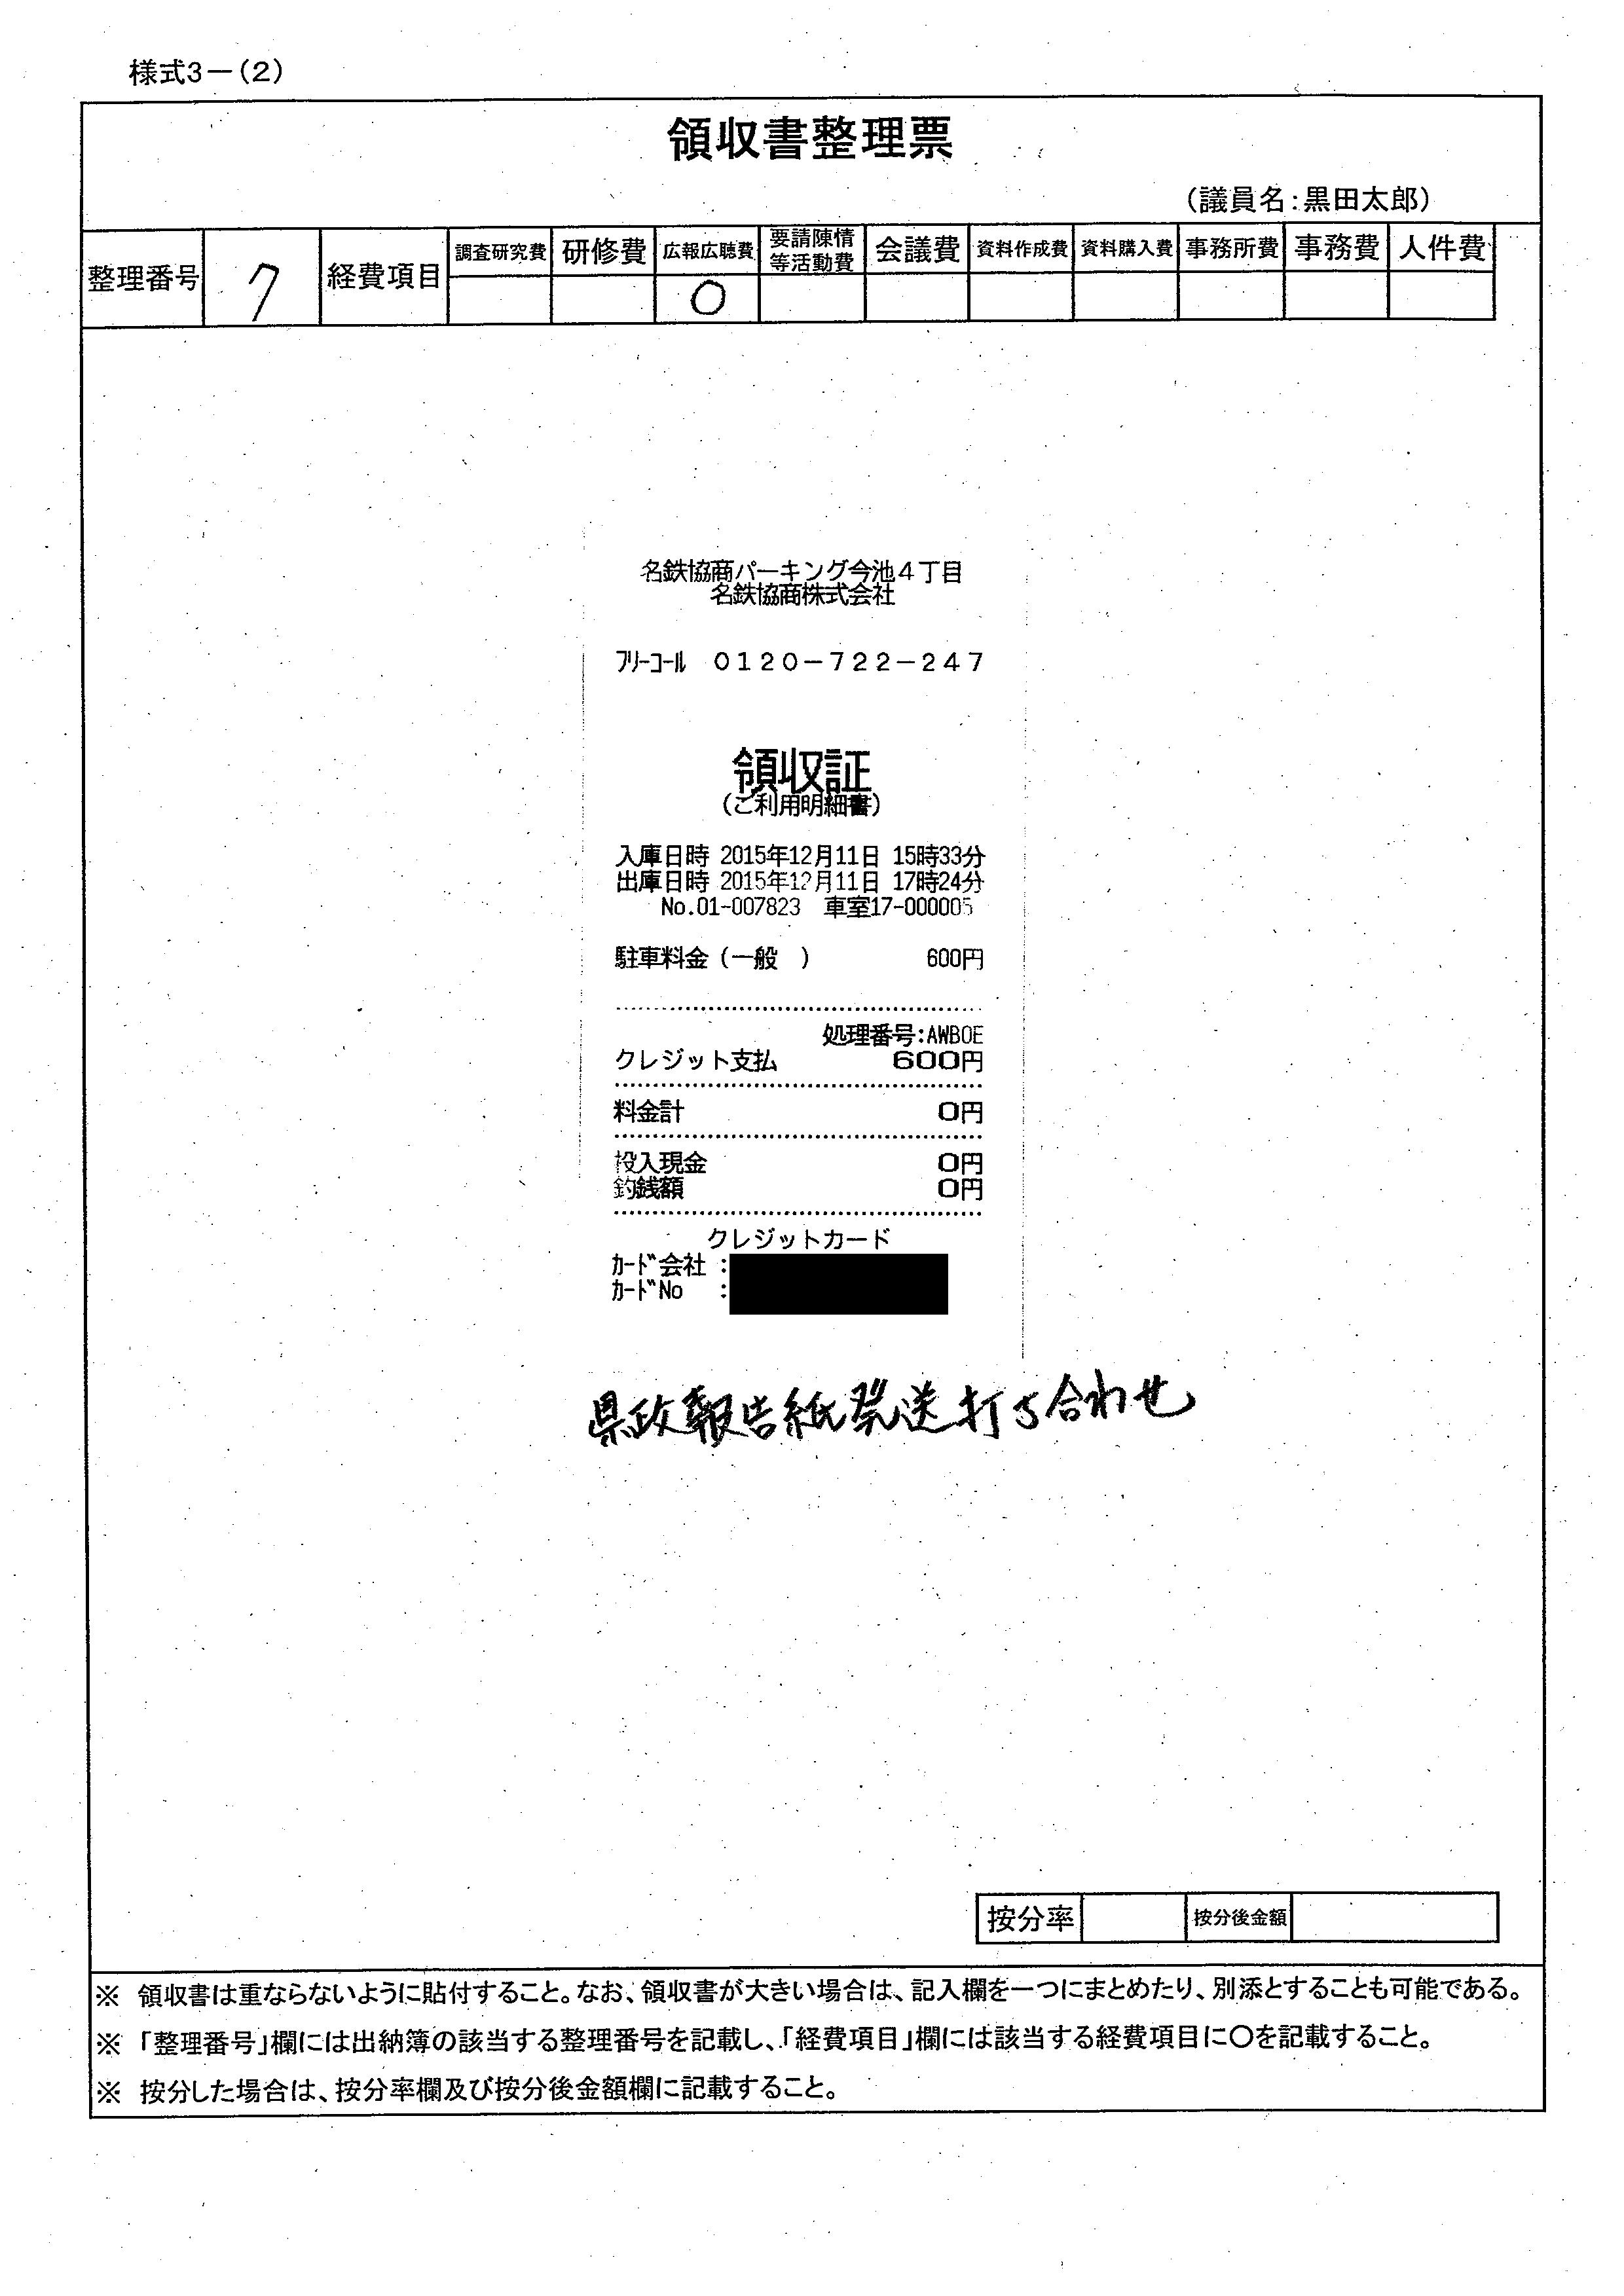 様式3－(2)
領収書整理票
(議員名:黒田太郎)
整理番号 7 経費項目 調査研究費 研修費 広報広聴費 要請陳情等活動費 会議費 資料作成費 資料購入費 事務所費 事務費 人件費
○
名鉄協商パーキング今池４丁目
名鉄協商株式会社
ﾌﾘｰｺｰﾙ ０１２０－７２２－２４７
領収証
(ご利用明細書)
入庫日時 2015年12月11日 15時33分
出庫日時 2015年12月11日 17時24分
No.01-007823 車室17-000005
駐車料金(一般 ) 600円
処理番号:AWBOE
クレジット支払 600円
料金計 0円
投入現金 0円
釣銭額 0円
クレジットカード
ｶｰﾄﾞ会社 :
ｶｰﾄﾞNo :
県政報告紙発送打ち合わせ
按分率 按分後金額
※ 領収書は重ならないように貼付すること。なお、領収書が大きい場合は、記入欄を一つにまとめたり、別添とすることも可能である。
※ 「整理番号」欄には出納簿の該当する整理番号を記載し、「経費項目」欄には該当する経費項目に○を記載すること。
※ 按分した場合は、按分率欄及び按分後金額欄に記載すること。